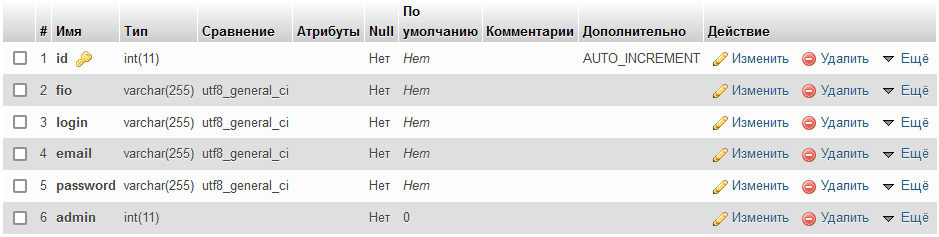 # Имя Тип Сравнение Атрибуты Null По умолчанию Комментарии Дополнительно Действие
1 id int(11) Нет Нет AUTO_INCREMENT Изменить Удалить Ещё
2 fio varchar(255) utf8_general_ci Нет Нет Изменить Удалить Ещё
3 login varchar(255) utf8_general_ci Нет Нет Изменить Удалить Ещё
4 email varchar(255) utf8_general_ci Нет Нет Изменить Удалить Ещё
5 password varchar(255) utf8_general_ci Нет Нет Изменить Удалить Ещё
6 admin int(11) Нет 0 Изменить Удалить Ещё